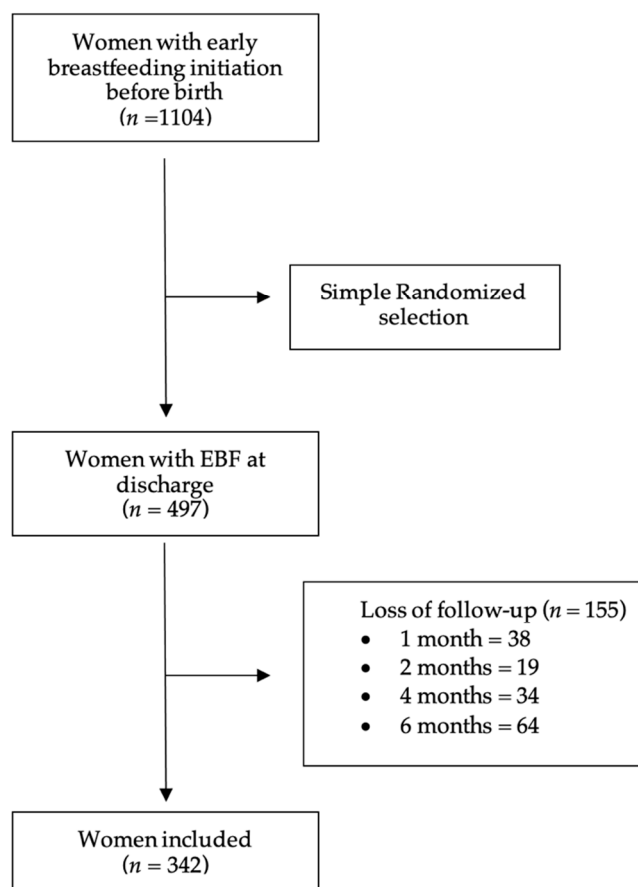 Women with early
breastfeeding initiation
before birth
(n =1104)
Simple Randomized
selection
Women with EBF at
discharge
(n = 497)
Loss of follow-up (n = 155)
• 1 month = 38
• 2 months = 19
• 4 months = 34
• 6 months = 64
Women included
(n = 342)